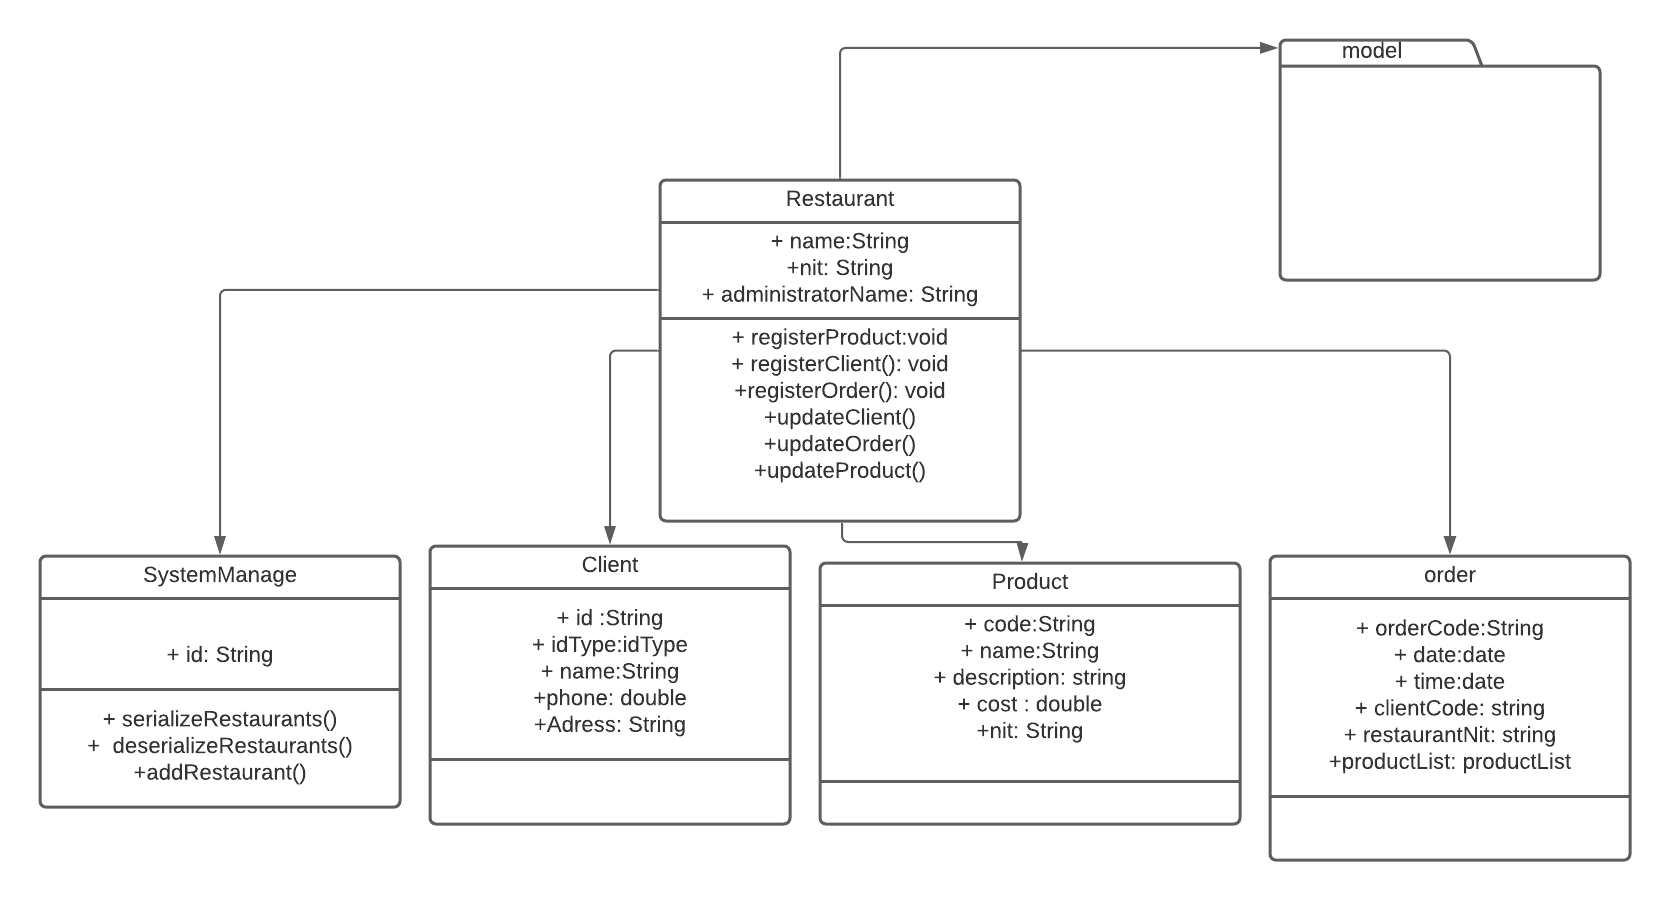 model
Restaurant
+ name:String
+nit: String
+ administratorName: String
+ registerProduct:void
+ registerClient(): void
+registerOrder(): void
+updateClient()
+updateOrder()
+updateProduct()
SystemManage
+ id: String
+ serializeRestaurants()
+  deserializeRestaurants()
+addRestaurant()
Client
+ id :String
+ idType:idType
+ name:String
+phone: double
+Adress: String
Product
+ code:String
+ name:String
+ description: string
+ cost : double
+nit: String
order
+ orderCode:String
+ date:date
+ time:date
+ clientCode: string
+ restaurantNit: string
+productList: productList